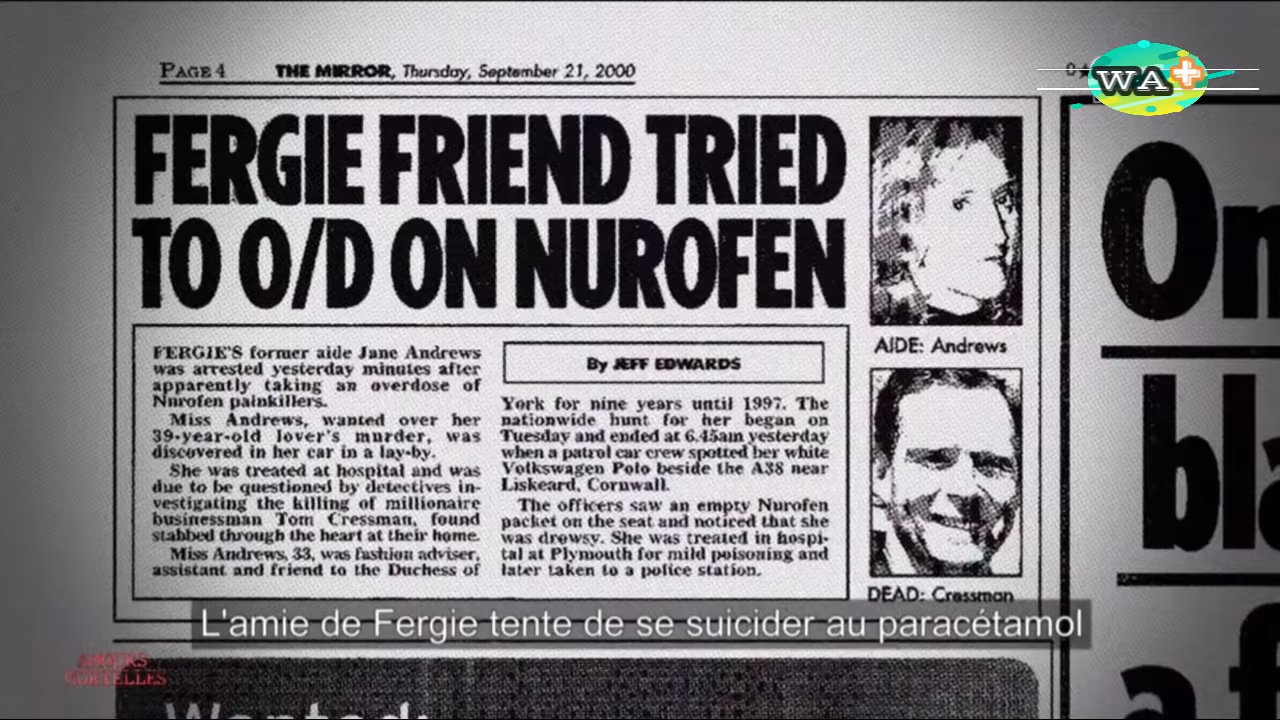 PAGE 4 THE MIRROR, Thursday, September 21, 2000
WA+
FERGIE FRIEND TRIED
TO O/D ON NUROFEN
FERGIE'S former aide Jane Andrews
was arrested yesterday minutes after
apparently taking an overdose of
Nurofen painkillers.
Miss Andrews, wanted over her
39-year-old lover's murder, was
discovered in her car in a lay-by.
She was treated at hospital and was
due to be questioned by detectives in-
vestigating the killing of millionaire
businessman Tom Cressman, found
stabbed through the heart at their home.
Miss Andrews, 33, was fashion adviser,
assistant and friend to the Duchess of
By JEFF EDWARDS
York for nine years until 1997. The
nationwide hunt for her began on
Tuesday and ended at 6.45am yesterday
when a patrol car crew spotted her white
Volkswagen Polo beside the A38 near
Liskeard, Cornwall.
The officers saw an empty Nurofen
packet on the seat and noticed that she
was drowsy. She was treated in hospi-
tal at Plymouth for mild poisoning and
later taken to a police station.
AIDE: Andrews
DEAD: Cressman
On
bla
a f
L'amie de Fergie tente de se suicider au paracétamol
AMOURS
MORTELLES
Wanted: